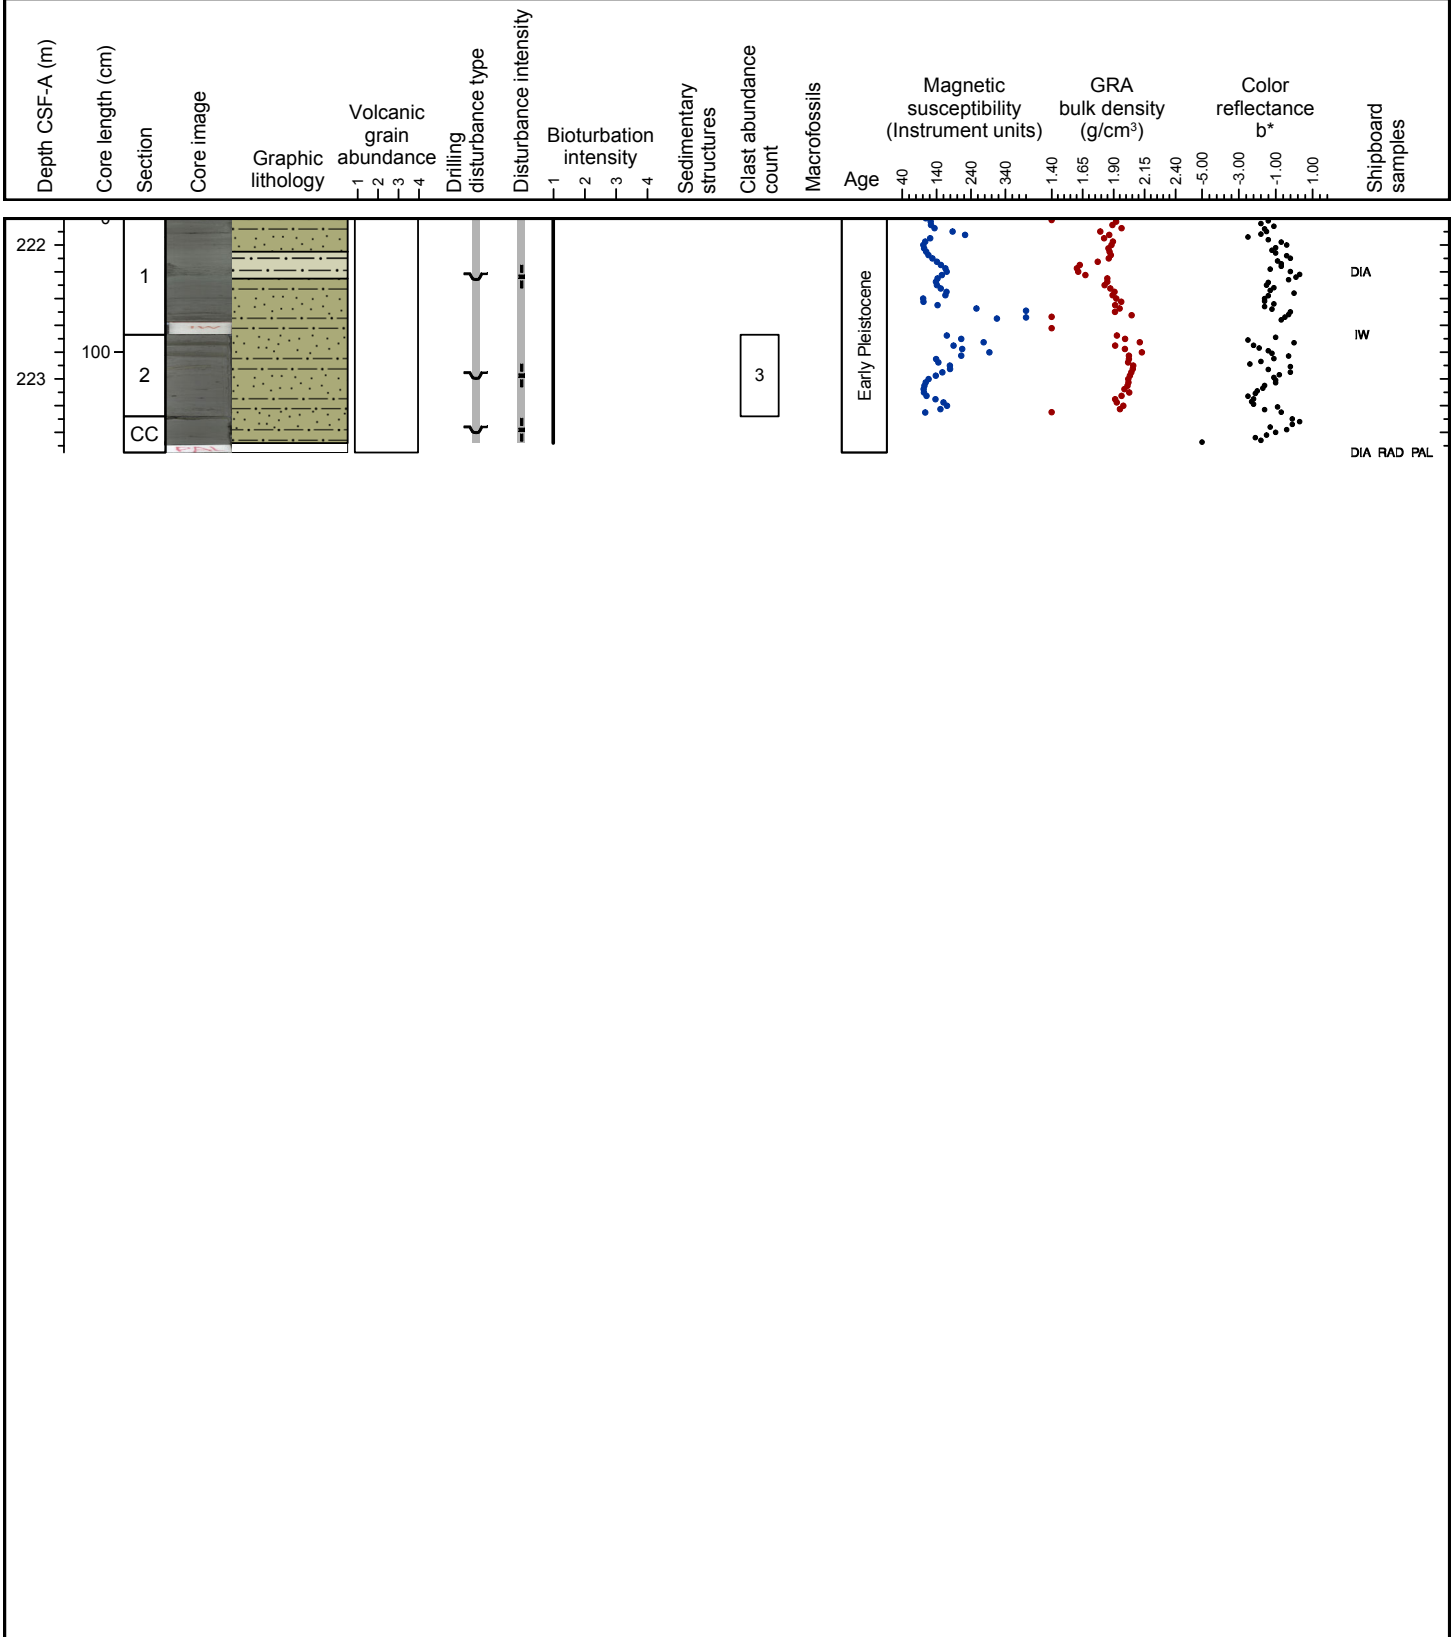 Depth CSF-A (m)
Core length (cm)
Section
Core image
Graphic
lithology
Volcanic
grain
abundance
1 2 3 4
Drilling
disturbance type
Disturbance intensity
Bioturbation
intensity
1 2 3 4
Sedimentary
structures
Clast abundance
count
Macrofossils
Age
Magnetic
susceptibility
(Instrument units)
40 140 240 340
GRA
bulk density
(g/cm³)
1.40 1.65 1.90 2.15 2.40
Color
reflectance
b*
-5.00 -3.00 -1.00 1.00
Shipboard
samples
0
222
1
DIA
IW
100
223
2
3
Early Pleistocene
CC
PAL
DIA RAD PAL